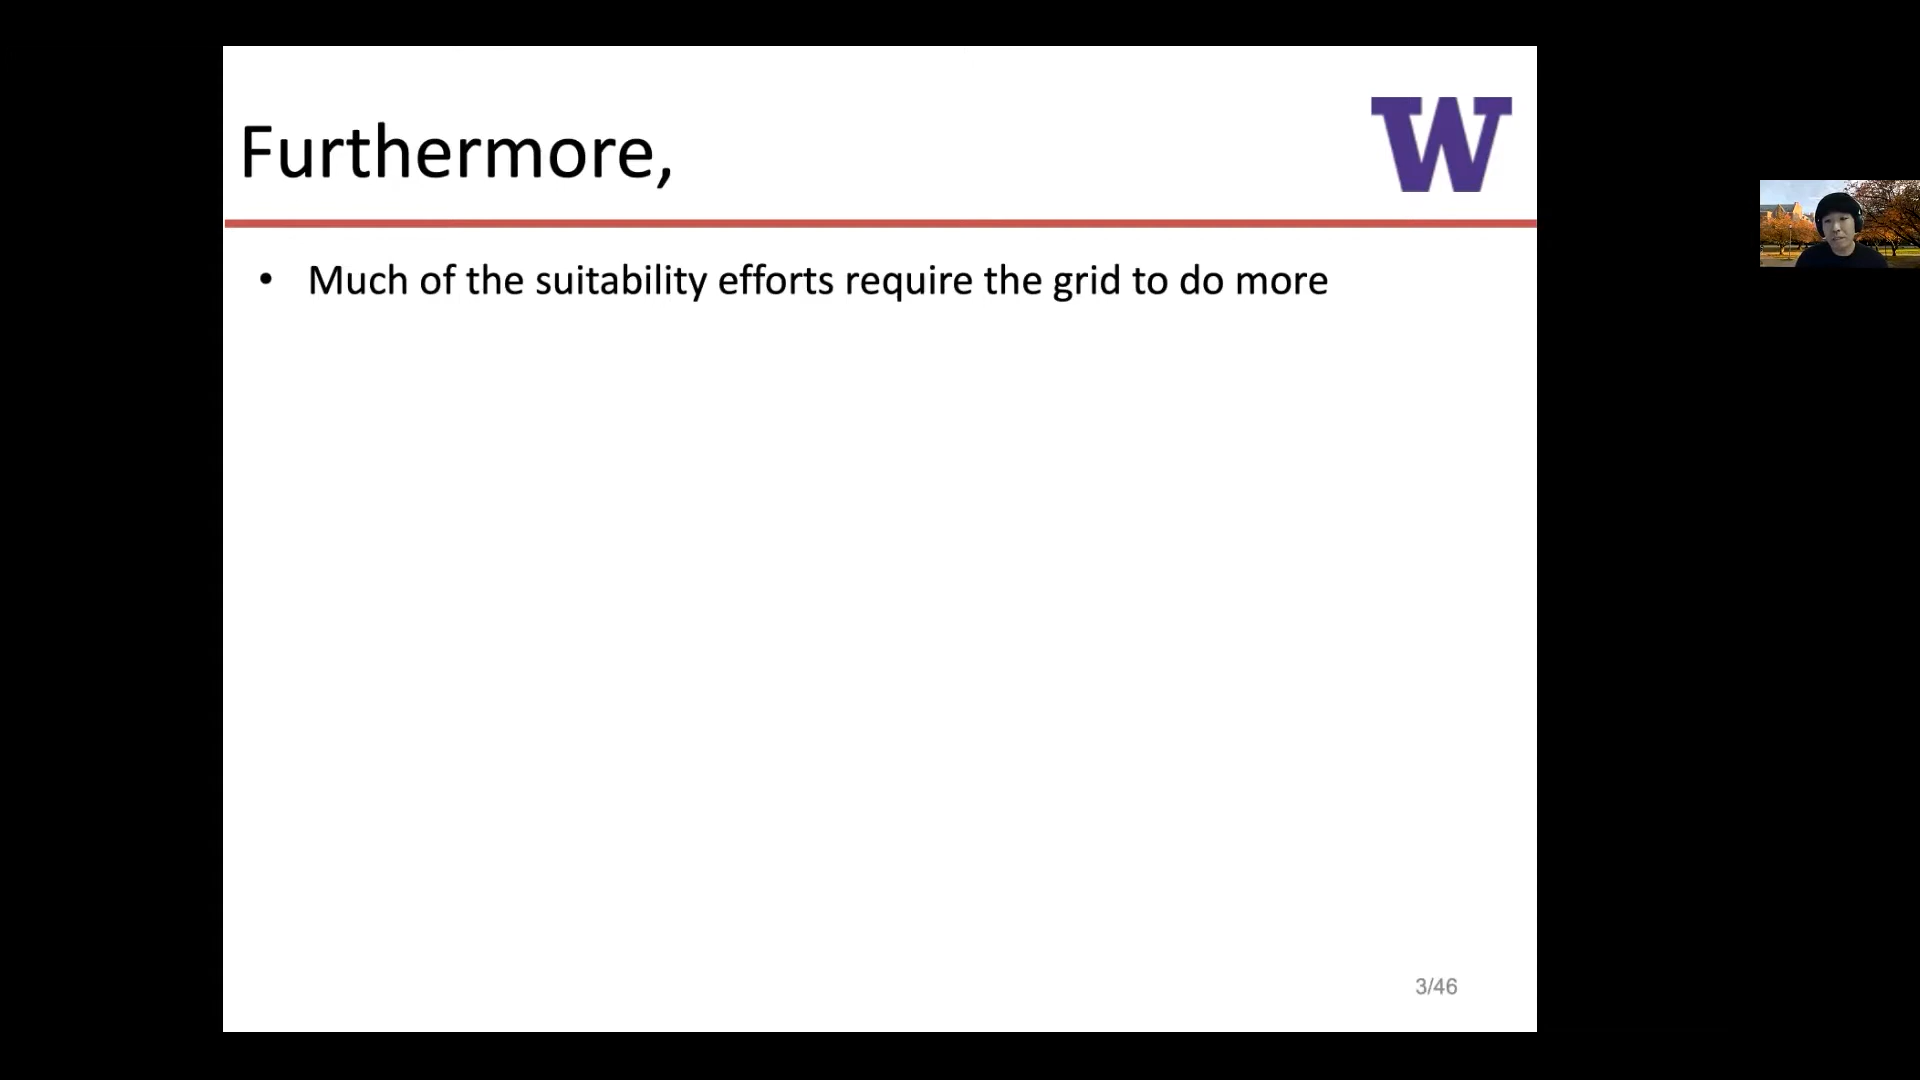 Furthermore,
W
• Much of the suitability efforts require the grid to do more
3/46